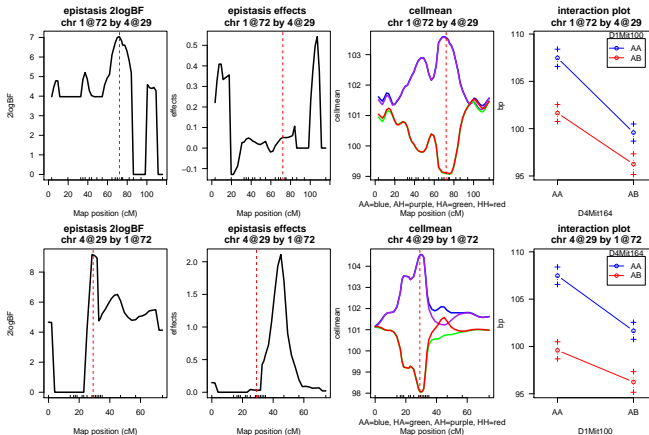 epistasis 2logBF
chr 1@72 by 4@29
2logBF
0 1 2 3 4 5 6 7
0 20 40 60 80 100
Map position (cM)
epistasis effects
chr 1@72 by 4@29
effects
−0.1 0.0 0.1 0.2 0.3 0.4 0.5
0 20 40 60 80 100
Map position (cM)
cellmean
chr 1@72 by 4@29
cellmean
99 100 101 102 103
0 20 40 60 80 100
Map position (cM)
AA=blue, AH=purple, HA=green, HH=red
interaction plot
chr 1@72 by 4@29
D1Mit100
AA
AB
bp
95 100 105 110
AA AB
D4Mit164
epistasis 2logBF
chr 4@29 by 1@72
2logBF
0 2 4 6 8
0 20 40 60
Map position (cM)
epistasis effects
chr 4@29 by 1@72
effects
0.0 0.5 1.0 1.5 2.0
0 20 40 60
Map position (cM)
cellmean
chr 4@29 by 1@72
cellmean
98 99 100 101 102 103 104
0 20 40 60
Map position (cM)
AA=blue, HA=green, AH=purple, HH=red
interaction plot
chr 4@29 by 1@72
D4Mit164
AA
AB
bp
95 100 105 110
AA AB
D1Mit100